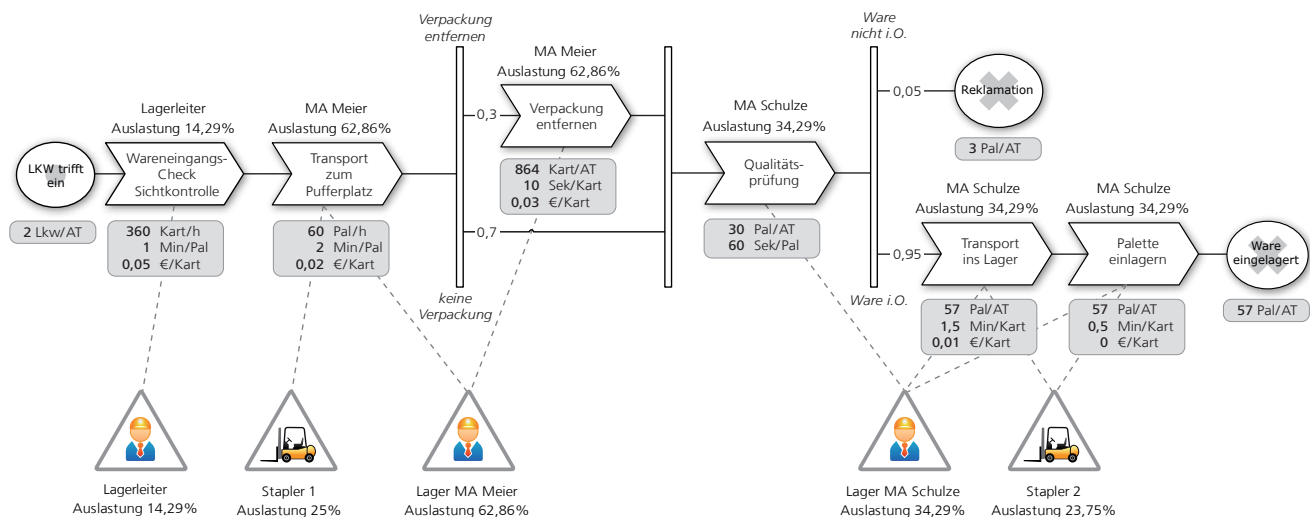 Verpackung
entfernen
Ware
nicht i.O.
MA Meier
Auslastung 62,86%
0,05
Reklamation
Lagerleiter
Auslastung 14,29%
MA Meier
Auslastung 62,86%
0,3
Verpackung
entfernen
MA Schulze
Auslastung 34,29%
3 Pal/AT
LKW trifft
ein
Wareneingangs-
Check
Sichtkontrolle
Transport
zum
Pufferplatz
864 Kart/AT
10 Sek/Kart
0,03 €/Kart
Qualitäts-
prüfung
MA Schulze
Auslastung 34,29%
MA Schulze
Auslastung 34,29%
2 Lkw/AT
360 Kart/h
1 Min/Pal
0,05 €/Kart
60 Pal/h
2 Min/Pal
0,02 €/Kart
0,7
30 Pal/AT
60 Sek/Pal
0,95
Transport
ins Lager
Palette
einlagern
Ware
eingelagert
keine
Verpackung
Ware i.O.
57 Pal/AT
1,5 Min/Kart
0,01 €/Kart
57 Pal/AT
0,5 Min/Kart
0 €/Kart
57 Pal/AT
Lagerleiter
Auslastung 14,29%
Stapler 1
Auslastung 25%
Lager MA Meier
Auslastung 62,86%
Lager MA Schulze
Auslastung 34,29%
Stapler 2
Auslastung 23,75%